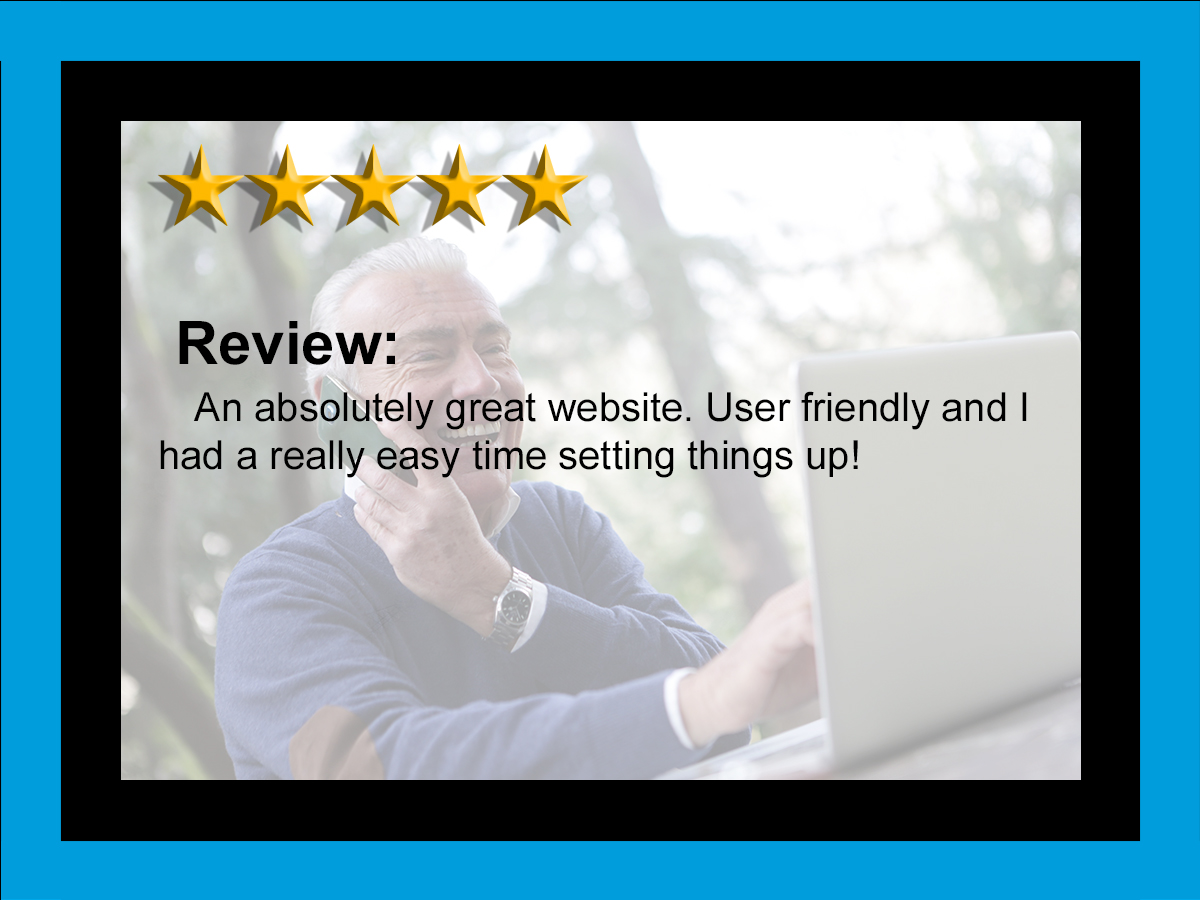 Review:
An absolutely great website. User friendly and I
had a really easy time setting things up!